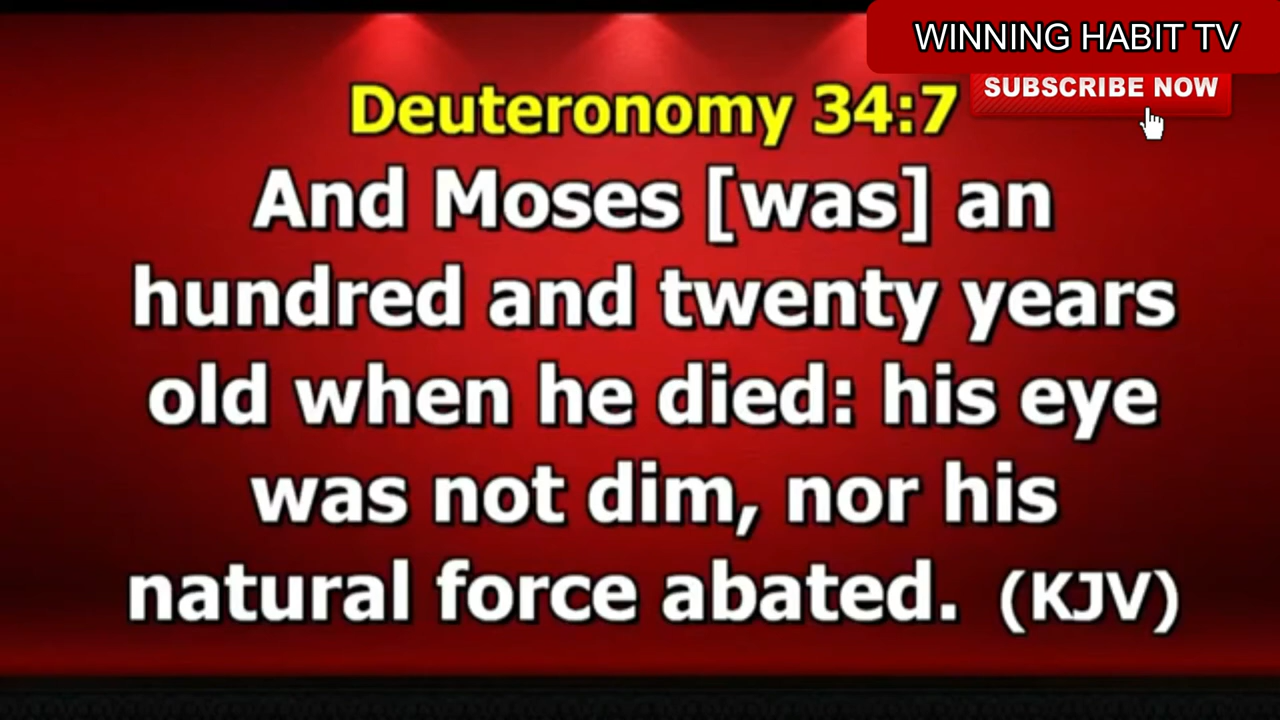 WINNING HABIT TV
SUBSCRIBE NOW
Deuteronomy 34:7
And Moses [was] an
hundred and twenty years
old when he died: his eye
was not dim, nor his
natural force abated. (KJV)